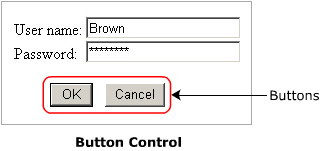 User name: Brown
Password: ********
OK Cancel
Buttons
Button Control